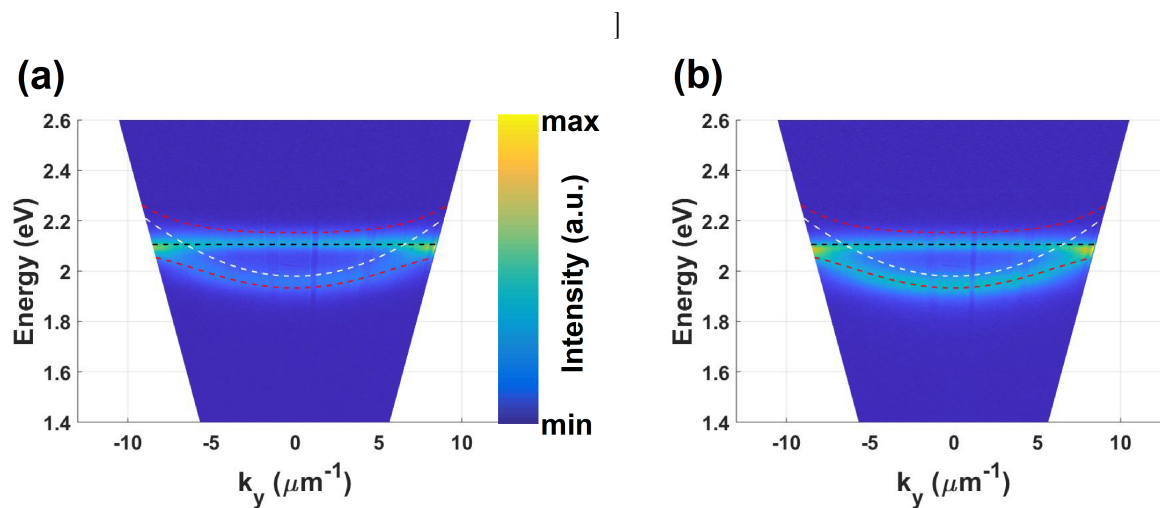 ]
(a)
2.6
2.4
2.2
2
1.8
1.6
1.4
Energy (eV)
-10 -5 0 5 10
k_y (μm^-1)
max
Intensity (a.u.)
min
(b)
2.6
2.4
2.2
2
1.8
1.6
1.4
Energy (eV)
-10 -5 0 5 10
k_y (μm^-1)